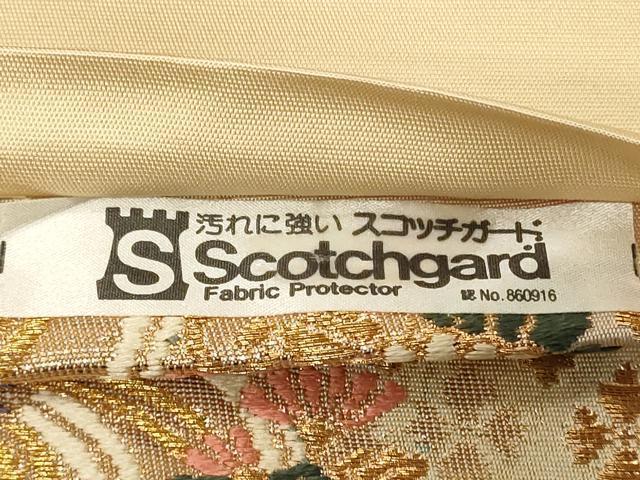 汚れに強い スコッチガード
S Scotchgard
Fabric Protector
認 No. 860916